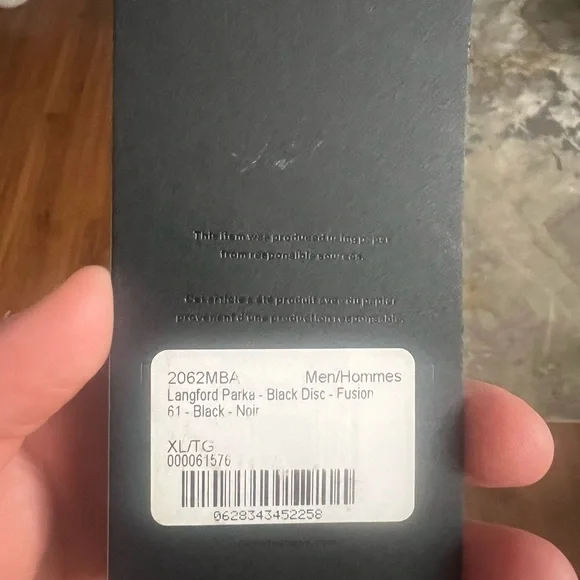 This item was produced using paper
from responsible sources.
Cet article a été produit avec du papier
provenant d'une production responsable.
2062MBA Men/Hommes
Langford Parka - Black Disc - Fusion
61 - Black - Noir
XL/TG
000061576
0628343452258